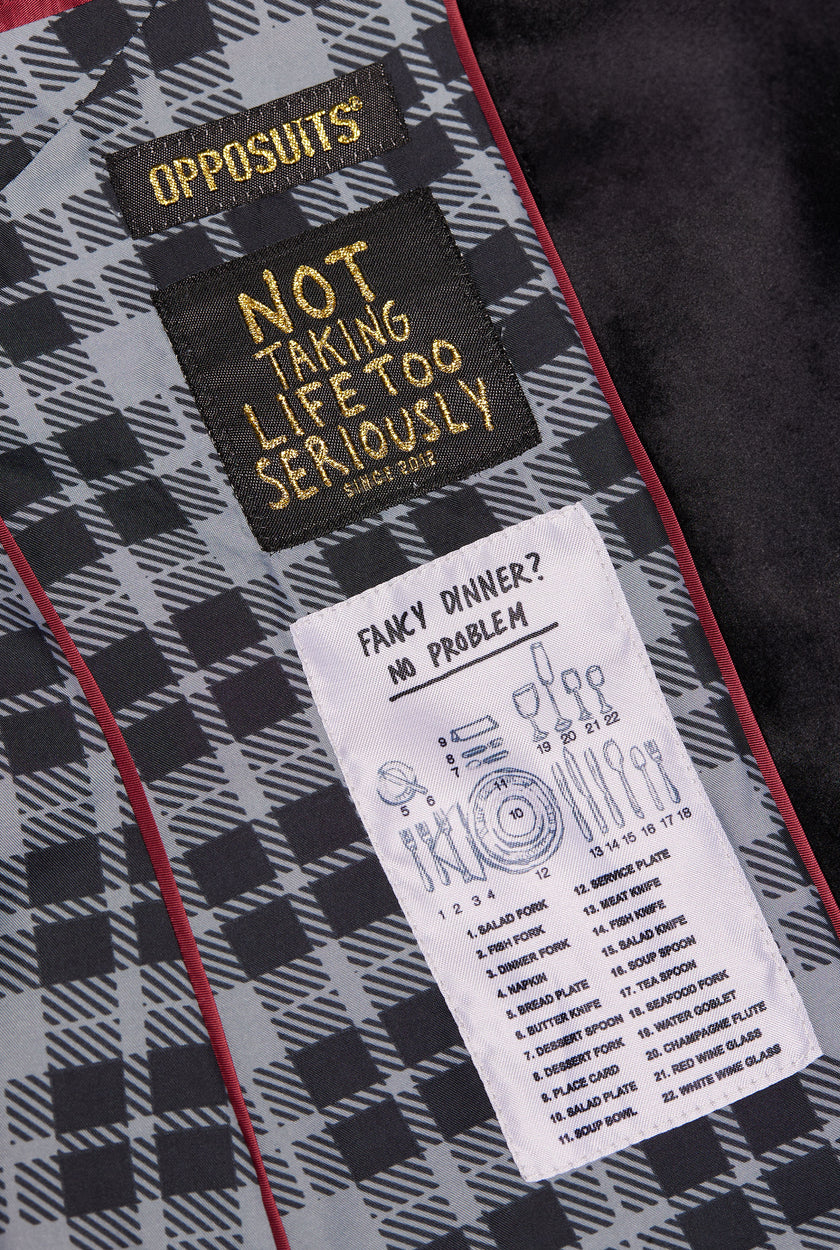 OPPOSUITS®
NOT
TAKING
LIFE TOO
SERIOUSLY
SINCE 2012
FANCY DINNER?
NO PROBLEM
19 20 21 22
9
8
7
5 6
11
10
13 14 15 16 17 18
12
1 2 3 4
1. SALAD FORK
2. FISH FORK
3. DINNER FORK
4. NAPKIN
5. BREAD PLATE
6. BUTTER KNIFE
7. DESSERT SPOON
8. DESSERT FORK
9. PLACE CARD
10. SALAD PLATE
11. SOUP BOWL
12. SERVICE PLATE
13. MEAT KNIFE
14. FISH KNIFE
15. SALAD KNIFE
16. SOUP SPOON
17. TEA SPOON
18. SEAFOOD FORK
19. WATER GOBLET
20. CHAMPAGNE FLUTE
21. RED WINE GLASS
22. WHITE WINE GLASS